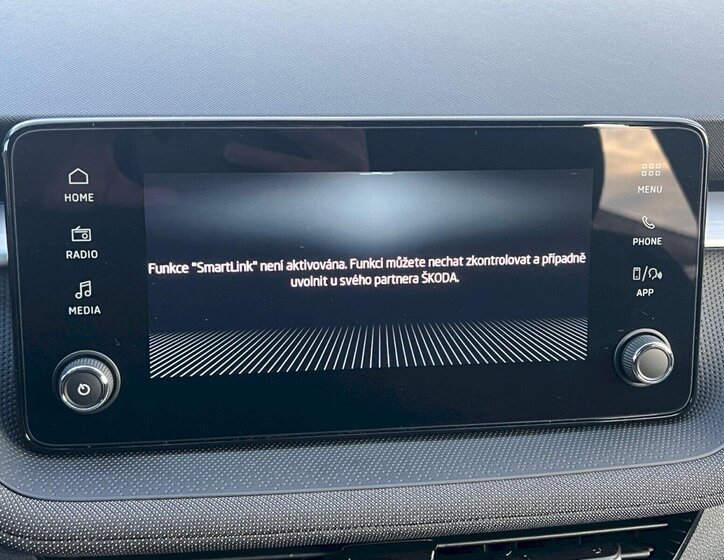 HOME
RADIO
MEDIA
Funkce "SmartLink" není aktivována. Funkci můžete nechat zkontrolovat a případně
uvolnit u svého partnera ŠKODA.
MENU
PHONE
APP